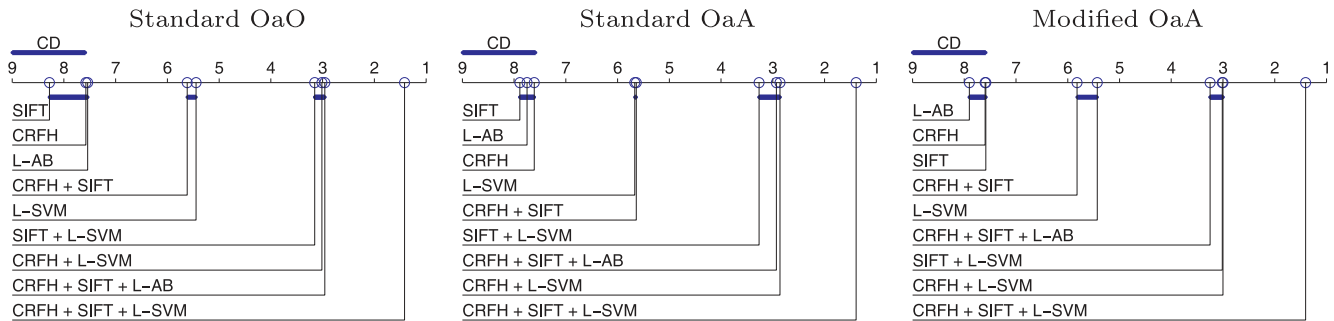 Standard OaO
CD
9 8 7 6 5 4 3 2 1
SIFT
CRFH
L−AB
CRFH + SIFT
L−SVM
SIFT + L−SVM
CRFH + L−SVM
CRFH + SIFT + L−AB
CRFH + SIFT + L−SVM
Standard OaA
CD
9 8 7 6 5 4 3 2 1
SIFT
L−AB
CRFH
L−SVM
CRFH + SIFT
SIFT + L−SVM
CRFH + SIFT + L−AB
CRFH + L−SVM
CRFH + SIFT + L−SVM
Modified OaA
CD
9 8 7 6 5 4 3 2 1
L−AB
CRFH
SIFT
CRFH + SIFT
L−SVM
CRFH + SIFT + L−AB
SIFT + L−SVM
CRFH + L−SVM
CRFH + SIFT + L−SVM